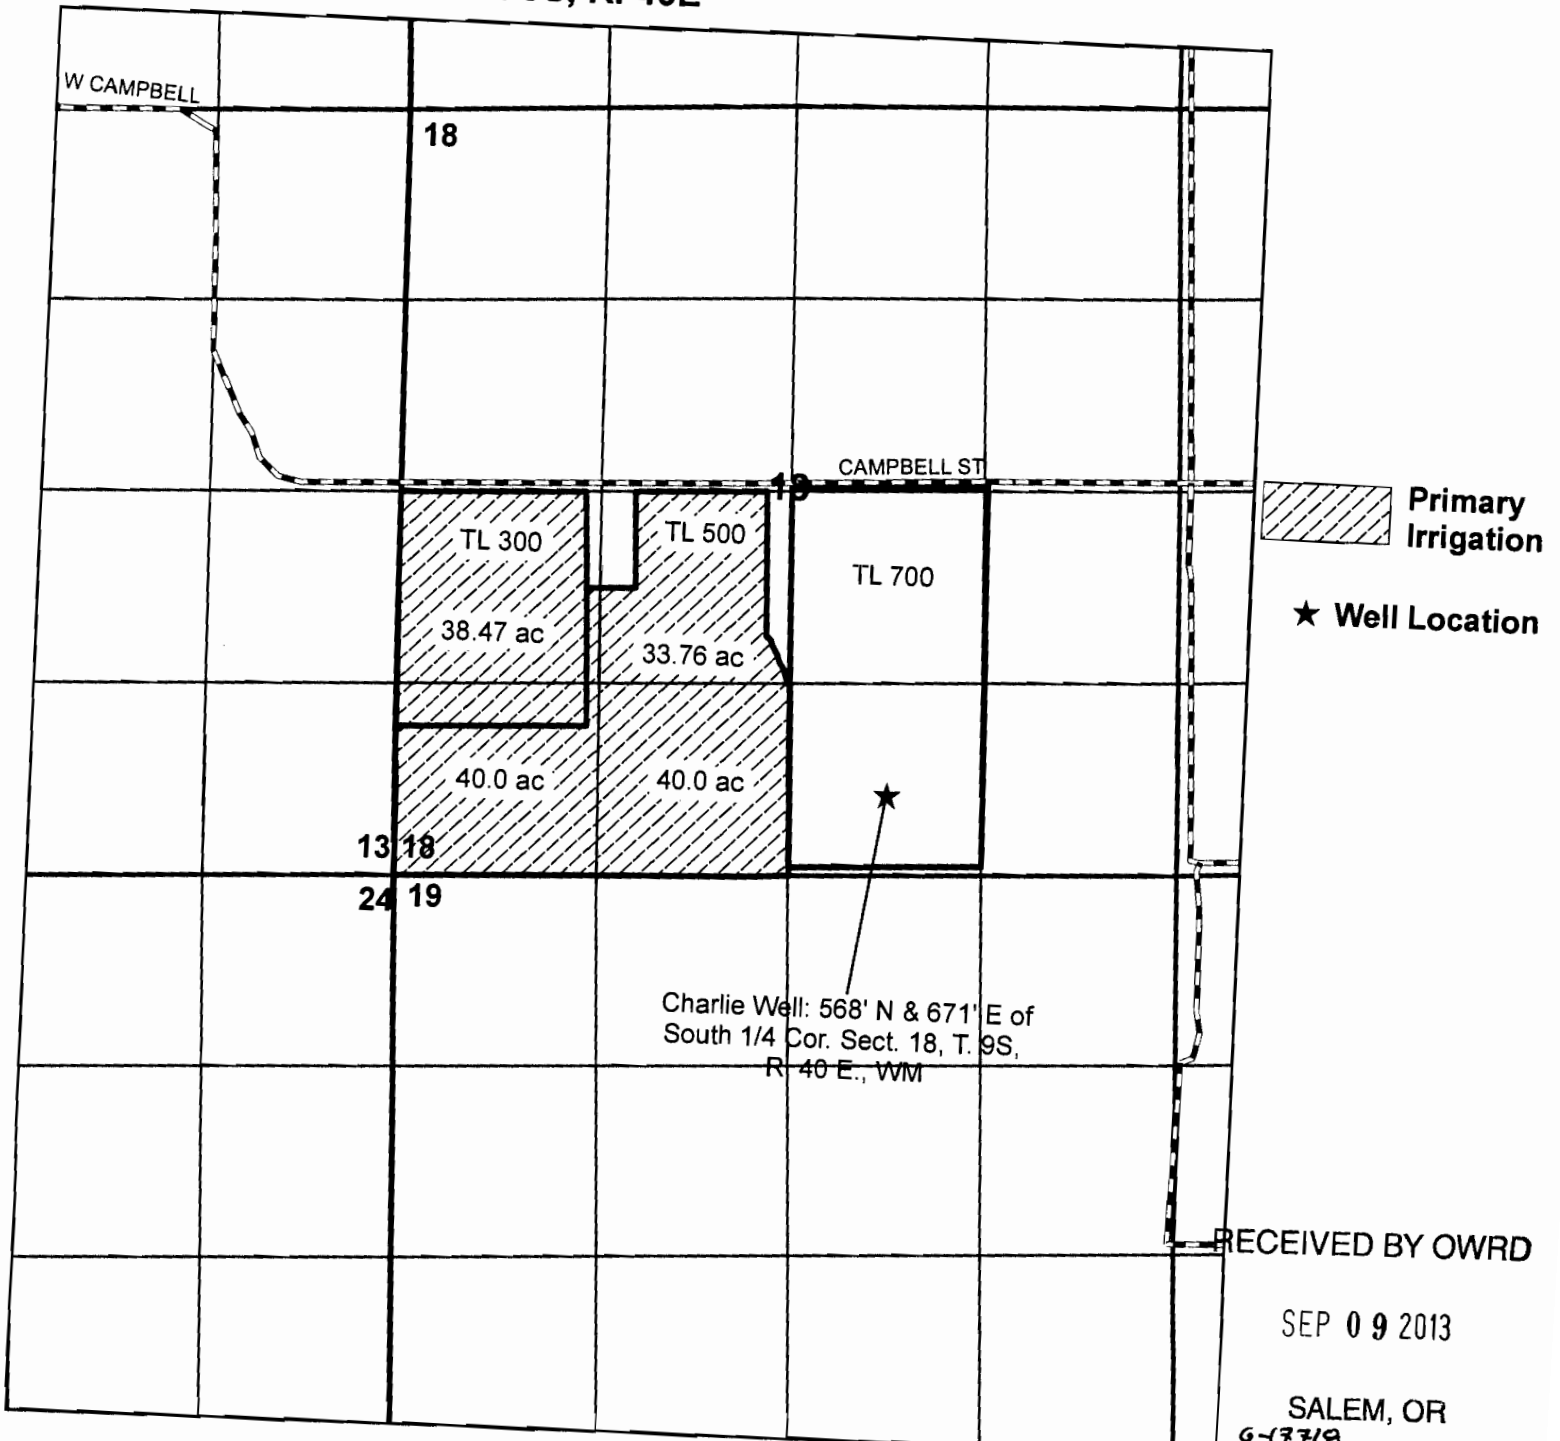 R. 40E
W CAMPBELL
18
CAMPBELL ST
TL 300
TL 500
TL 700
38.47 ac
33.76 ac
40.0 ac
40.0 ac
13 18
24 19
Primary
Irrigation
Well Location
Charlie Well: 568' N & 671' E of
South 1/4 Cor. Sect. 18, T. 9S,
R. 40 E., WM
RECEIVED BY OWRD
SEP 09 2013
SALEM, OR